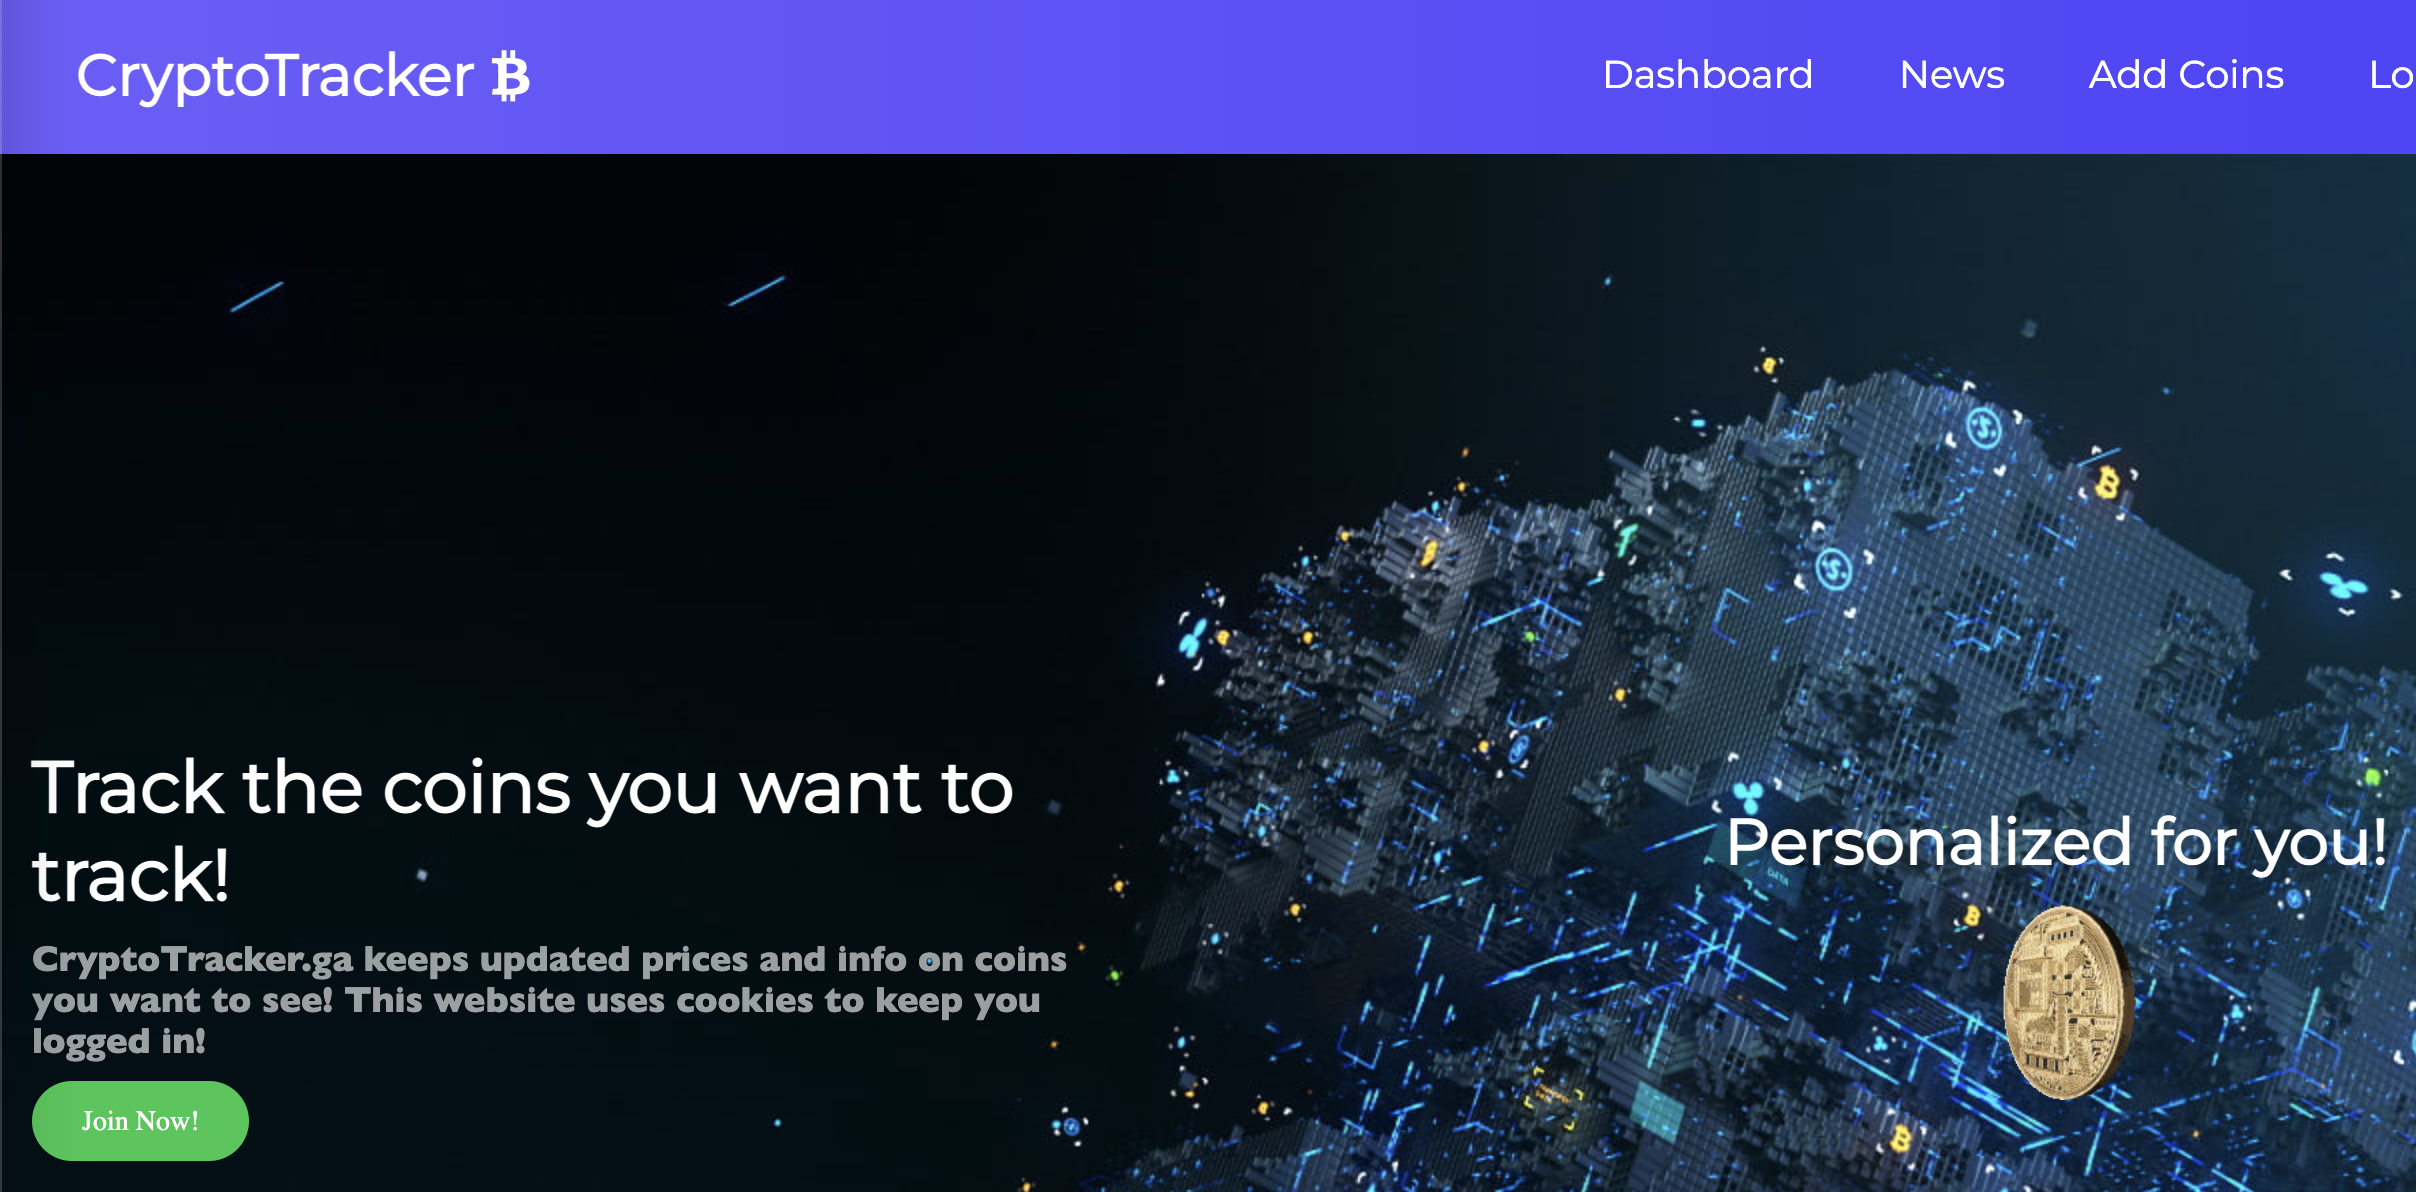 CryptoTracker ₿
Dashboard News Add Coins Lo
Track the coins you want to
track!
Personalized for you!
DATA
CryptoTracker.ga keeps updated prices and info on coins
you want to see! This website uses cookies to keep you
logged in!
Join Now!